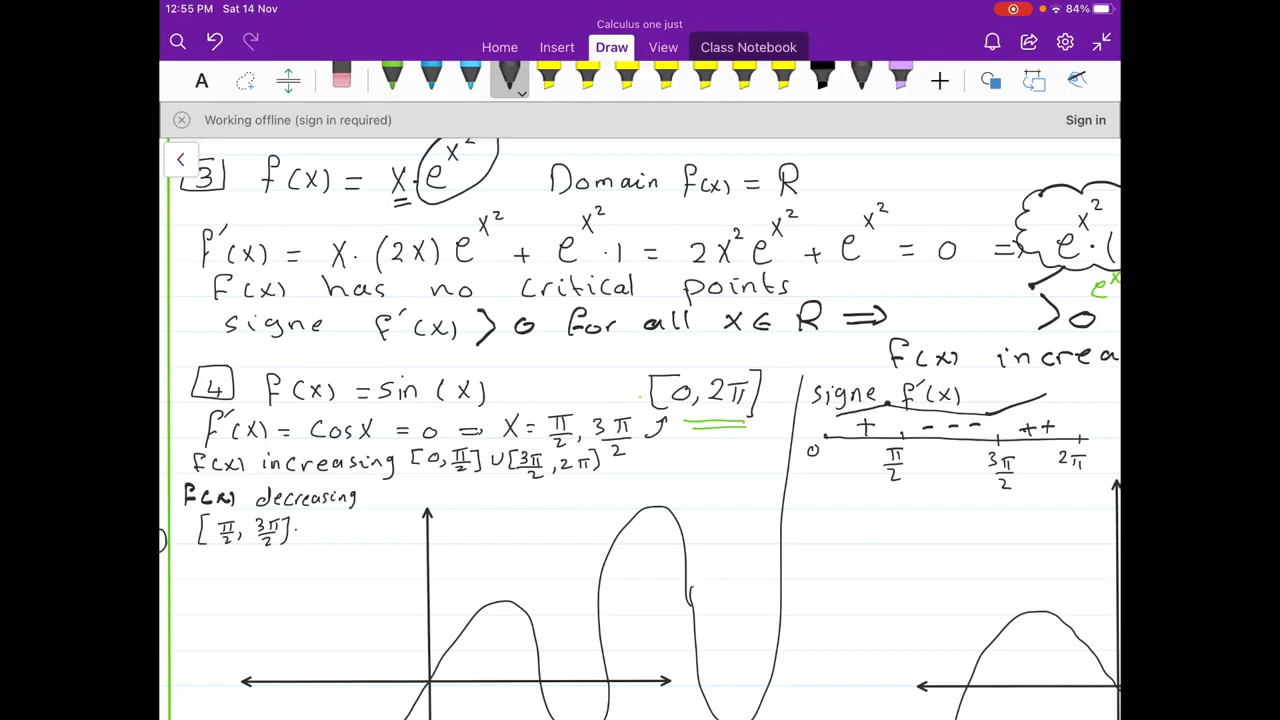 12:55 PM Sat 14 Nov
84%
Calculus one just
Home Insert Draw View Class Notebook
A
Working offline (sign in required)
Sign in
3 f(x) = x·e^x² Domain f(x) = R
f'(x) = x·(2x)e^x² + e^x²·1 = 2x²e^x² + e^x² = 0 => e^x²·(
e^x
f(x) has no critical points
> 0
signe f'(x) > 0 for all x ∈ R =>
f(x) increa
4 f(x) = sin(x) [0, 2π]
f'(x) = cosx = 0 => x = π/2, 3π/2
f(x) increasing [0, π/2] ∪ [3π/2, 2π]
f(x) decreasing
[π/2, 3π/2].
signe f'(x)
+ - - - ++
0 π/2 3π/2 2π